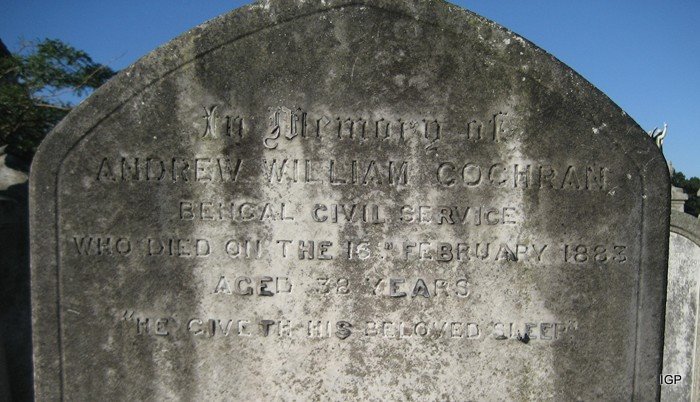 In Memory of
ANDREW WILLIAM COCHRAN
BENGAL CIVIL SERVICE
WHO DIED ON THE 16TH FEBRUARY 1883
AGED 38 YEARS
"HE GIVETH HIS BELOVED SLEEP"
IGP